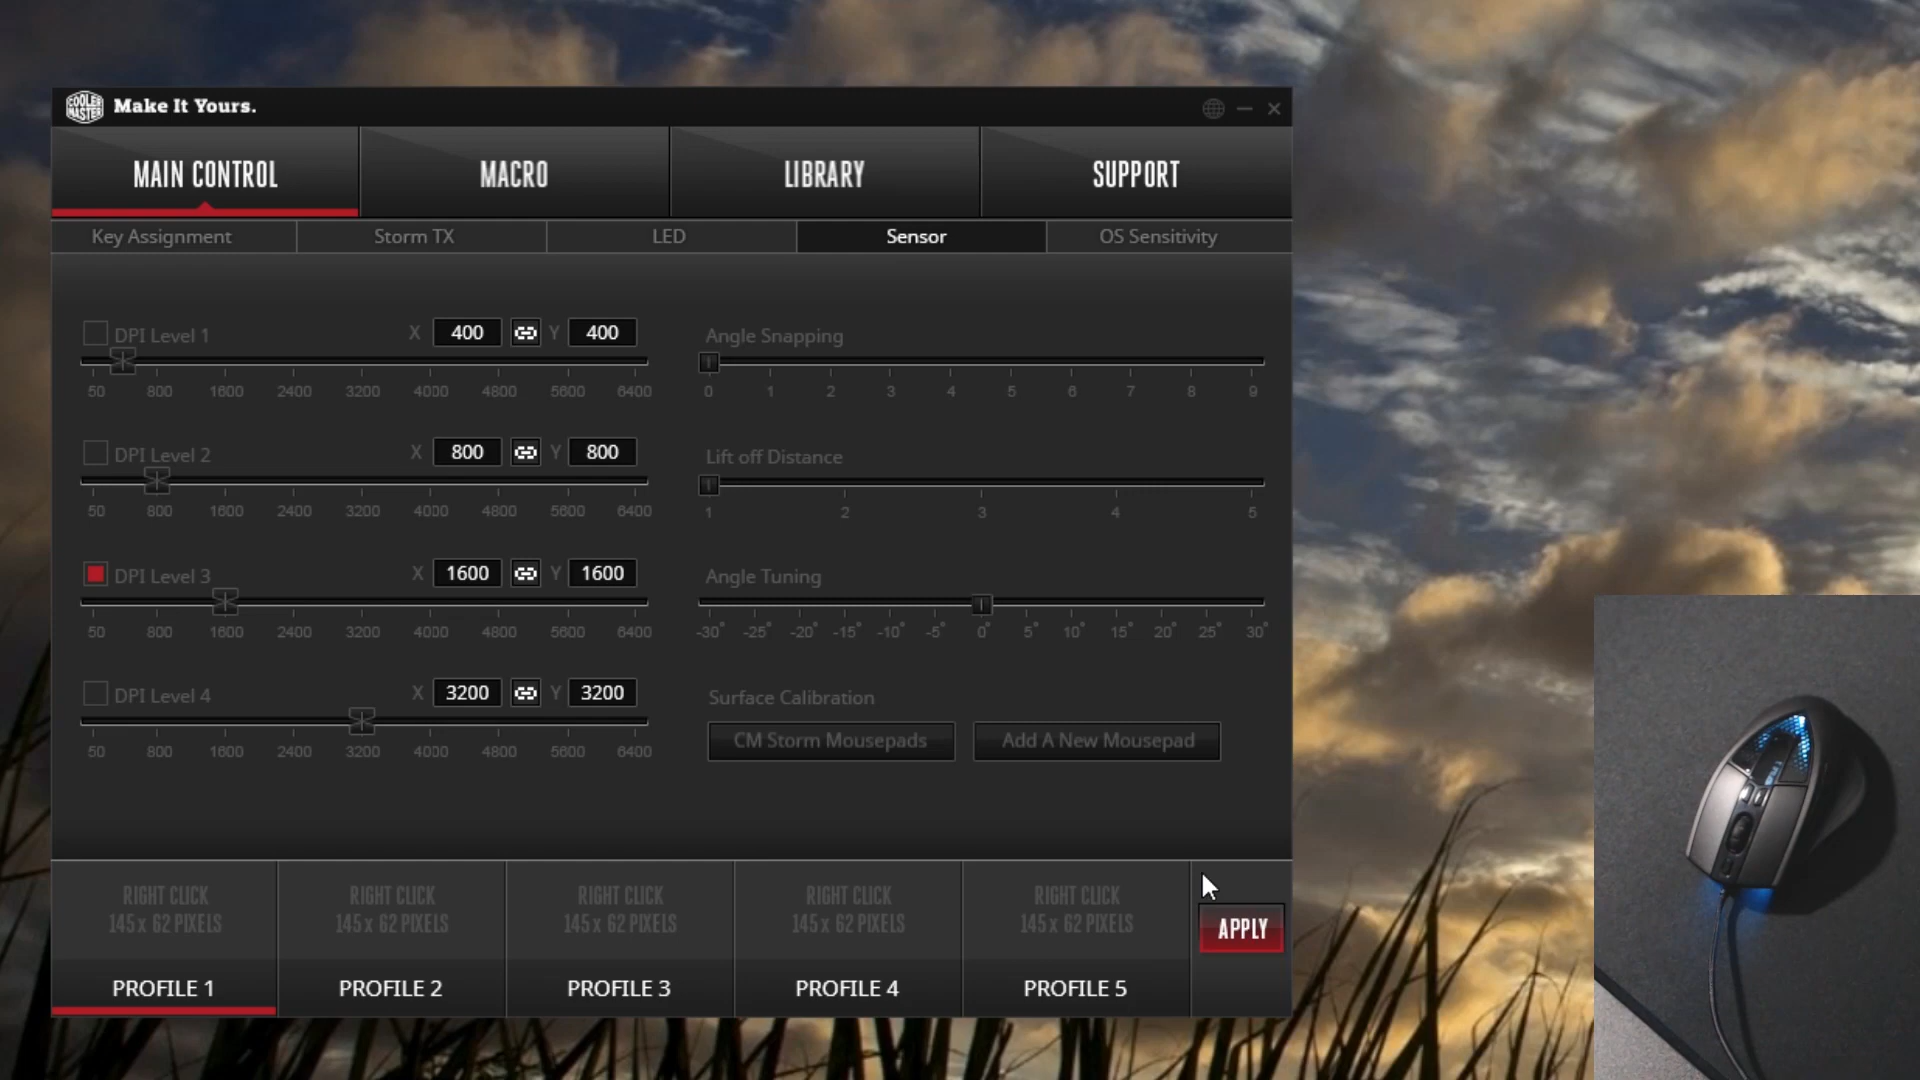 COOLER MASTER Make It Yours.
MAIN CONTROL MACRO LIBRARY SUPPORT
Key Assignment Storm TX LED Sensor OS Sensitivity
DPI Level 1 X 400 Y 400
50 800 1600 2400 3200 4000 4800 5600 6400
Angle Snapping
0 1 2 3 4 5 6 7 8 9
DPI Level 2 X 800 Y 800
50 800 1600 2400 3200 4000 4800 5600 6400
Lift off Distance
1 2 3 4 5
DPI Level 3 X 1600 Y 1600
50 800 1600 2400 3200 4000 4800 5600 6400
Angle Tuning
-30° -25° -20° -15° -10° -5° 0° 5° 10° 15° 20° 25° 30°
DPI Level 4 X 3200 Y 3200
50 800 1600 2400 3200 4000 4800 5600 6400
Surface Calibration
CM Storm Mousepads Add A New Mousepad
RIGHT CLICK RIGHT CLICK RIGHT CLICK RIGHT CLICK RIGHT CLICK
145 x 62 PIXELS 145 x 62 PIXELS 145 x 62 PIXELS 145 x 62 PIXELS 145 x 62 PIXELS
APPLY
PROFILE 1 PROFILE 2 PROFILE 3 PROFILE 4 PROFILE 5